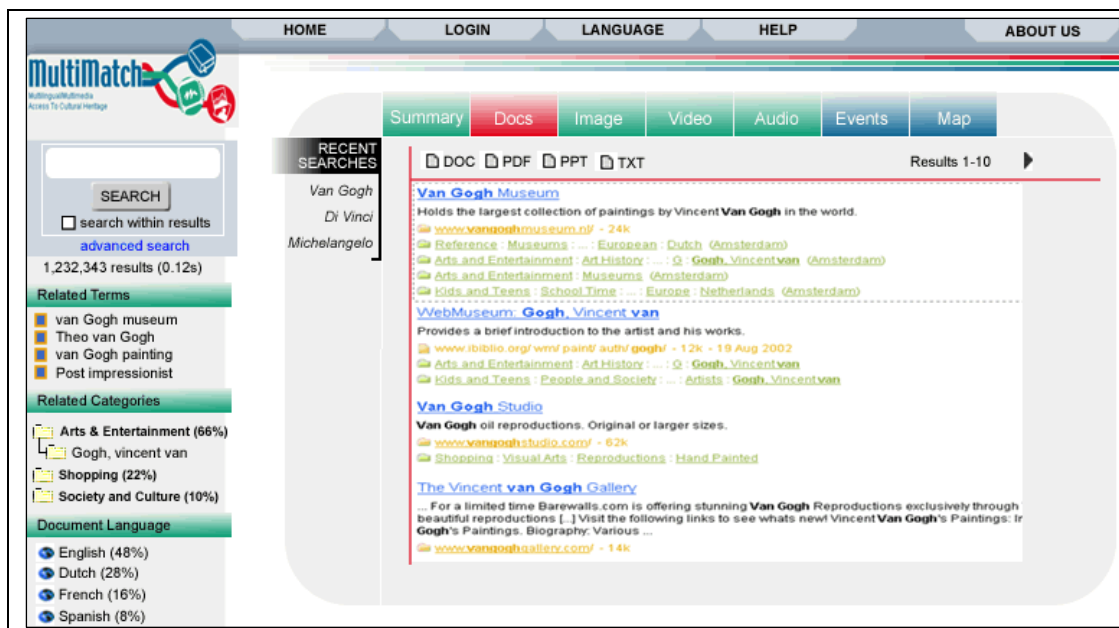 HOME LOGIN LANGUAGE HELP ABOUT US
MultiMatch
Multilingual/Multimedia
Access To Cultural Heritage
SEARCH
search within results
advanced search
1,232,343 results (0.12s)
Related Terms
van Gogh museum
Theo van Gogh
van Gogh painting
Post impressionist
Related Categories
Arts & Entertainment (66%)
Gogh, vincent van
Shopping (22%)
Society and Culture (10%)
Document Language
English (48%)
Dutch (28%)
French (16%)
Spanish (8%)
Summary Docs Image Video Audio Events Map
RECENT
SEARCHES
Van Gogh
Di Vinci
Michelangelo
DOC PDF PPT TXT Results 1-10
Van Gogh Museum
Holds the largest collection of paintings by Vincent Van Gogh in the world.
www.vangoghmuseum.nl/ - 24k
Reference : Museums : ... : European : Dutch (Amsterdam)
Arts and Entertainment : Art History : ... : G : Gogh, Vincent van (Amsterdam)
Arts and Entertainment : Museums (Amsterdam)
Kids and Teens : School Time : ... : Europe : Netherlands (Amsterdam)
WebMuseum: Gogh, Vincent van
Provides a brief introduction to the artist and his works.
www.ibiblio.org/wm/paint/auth/gogh/ - 12k - 19 Aug 2002
Arts and Entertainment : Art History : ... : G : Gogh, Vincent van
Kids and Teens : People and Society : ... : Artists : Gogh, Vincent van
Van Gogh Studio
Van Gogh oil reproductions. Original or larger sizes.
www.vangoghstudio.com/ - 62k
Shopping : Visual Arts : Reproductions : Hand Painted
The Vincent van Gogh Gallery
... For a limited time Barewalls.com is offering stunning Van Gogh Reproductions exclusively through
beautiful reproductions [...] Visit the following links to see whats new! Vincent Van Gogh's Paintings:
Gogh's Paintings. Biography: Various ...
www.vangoghgallery.com/ - 14k